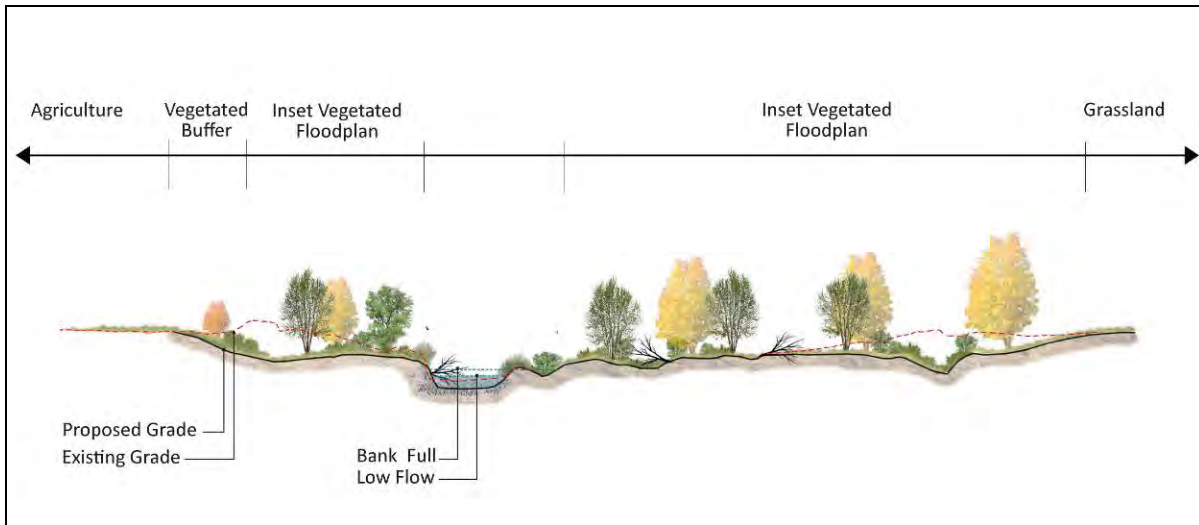 Agriculture
Vegetated
Buffer
Inset Vegetated
Floodplan
Inset Vegetated
Floodplan
Grassland
Proposed Grade
Existing Grade
Bank Full
Low Flow